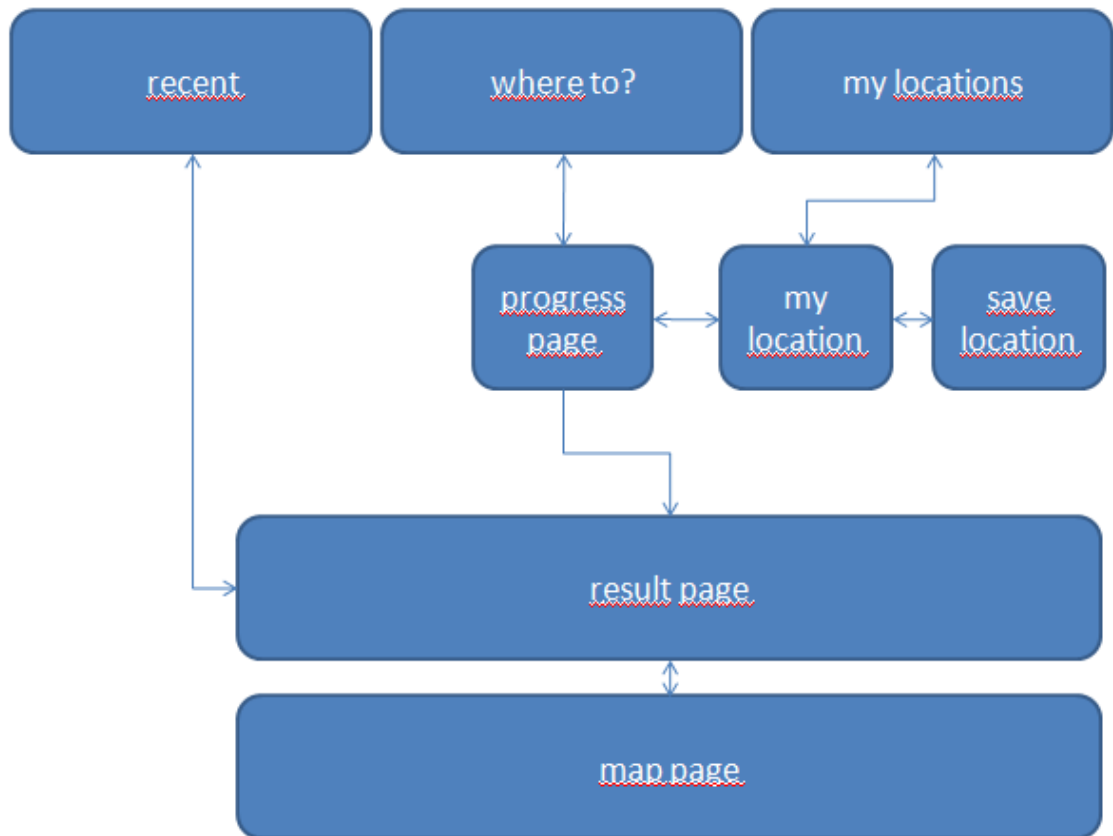 recent
where to?
my locations
progress
page
my
location
save
location
result page
map page